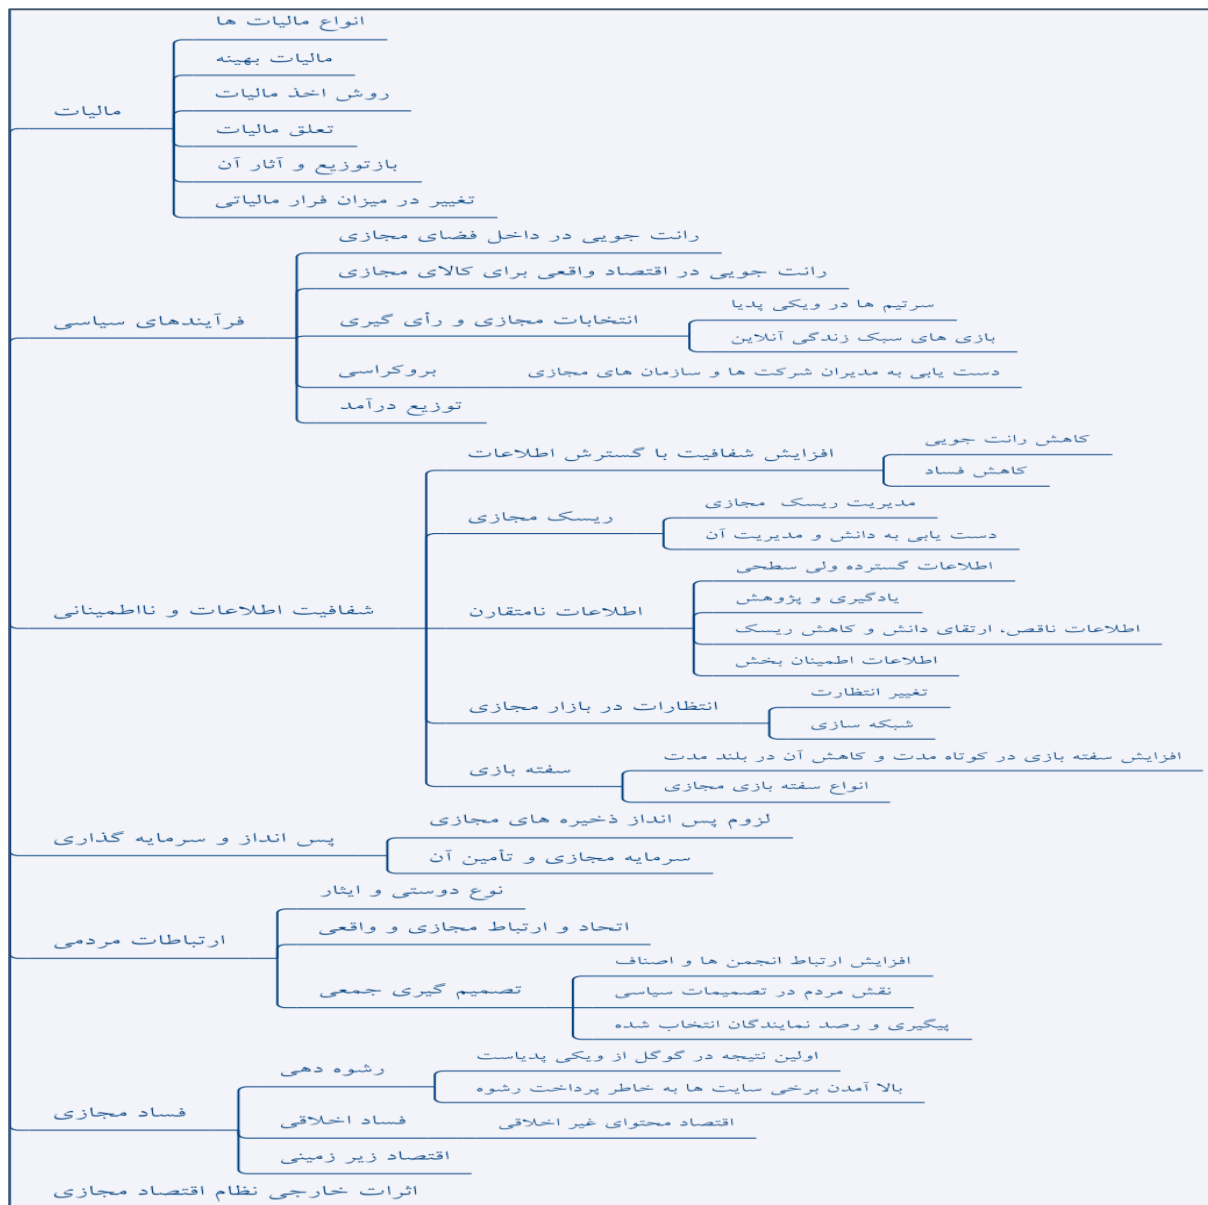 انواع مالیات ها
مالیات بهینه
روش اخذ مالیات
مالیات
تعلق مالیات
بازتوزیع و آثار آن
تغییر در میزان فرار مالیاتی
رانت جویی در داخل فضای مجازی
رانت جویی در اقتصاد واقعی برای کالای مجازی
فرآیندهای سیاسی
انتخابات مجازی و رأی گیری
سرتیم ها در ویکی پدیا
بازی های سبک زندگی آنلاین
بروکراسی
دست یابی به مدیران شرکت ها و سازمان های مجازی
توزیع درآمد
شفافیت اطلاعات و نااطمینانی
افزایش شفافیت با گسترش اطلاعات
کاهش رانت جویی
کاهش فساد
ریسک مجازی
مدیریت ریسک مجازی
دست یابی به دانش و مدیریت آن
اطلاعات نامتقارن
اطلاعات گسترده ولی سطحی
یادگیری و پژوهش
اطلاعات ناقص، ارتقای دانش و کاهش ریسک
اطلاعات اطمینان بخش
انتظارات در بازار مجازی
تغییر انتظارت
شبکه سازی
سفته بازی
افزایش سفته بازی در کوتاه مدت و کاهش آن در بلند مدت
انواع سفته بازی مجازی
پس انداز و سرمایه گذاری
لزوم پس انداز ذخیره های مجازی
سرمایه مجازی و تأمین آن
ارتباطات مردمی
نوع دوستی و ایثار
اتحاد و ارتباط مجازی و واقعی
تصمیم گیری جمعی
افزایش ارتباط انجمن ها و اصناف
نقش مردم در تصمیمات سیاسی
پیگیری و رصد نمایندگان انتخاب شده
فساد مجازی
رشوه دهی
اولین نتیجه در گوگل از ویکی پدیاست
بالا آمدن برخی سایت ها به خاطر پرداخت رشوه
فساد اخلاقی
اقتصاد محتوای غیر اخلاقی
اقتصاد زیر زمینی
اثرات خارجی نظام اقتصاد مجازی